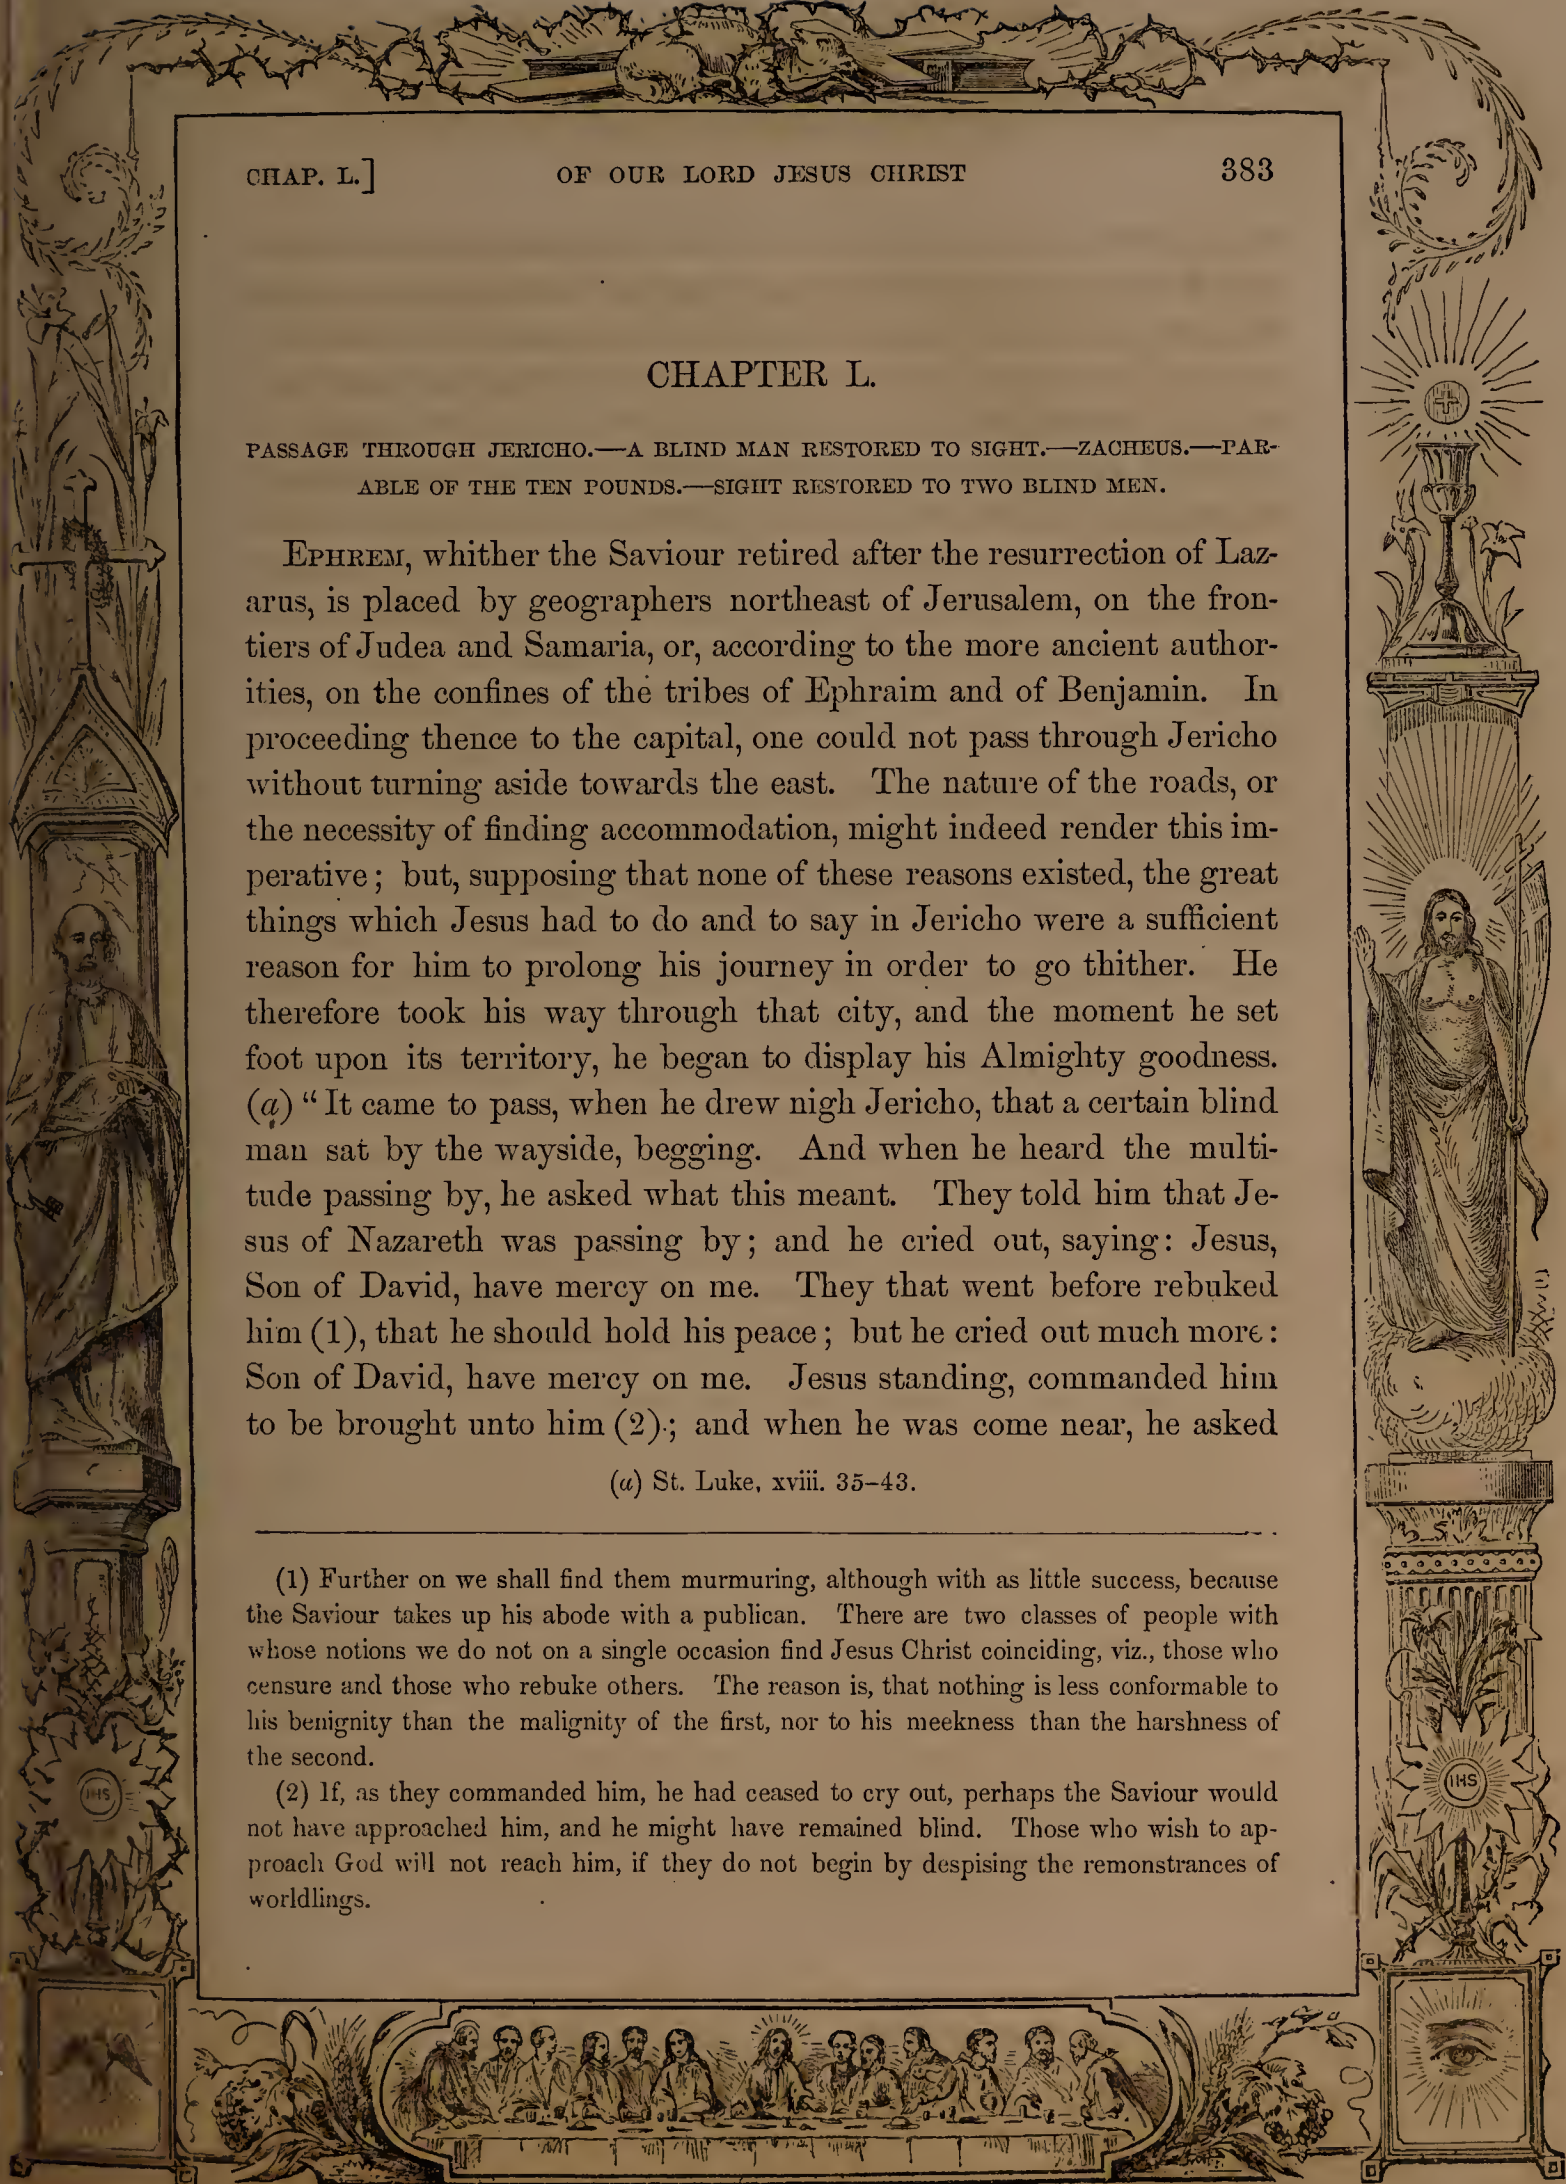 CHAP. L.] OF OUR LORD JESUS CHRIST 383
CHAPTER L.
PASSAGE THROUGH JERICHO.—A BLIND MAN RESTORED TO SIGHT.—ZACHEUS.—PAR-
ABLE OF THE TEN POUNDS.—SIGHT RESTORED TO TWO BLIND MEN.
EPHREM, whither the Saviour retired after the resurrection of Laz-
arus, is placed by geographers northeast of Jerusalem, on the fron-
tiers of Judea and Samaria, or, according to the more ancient author-
ities, on the confines of the tribes of Ephraim and of Benjamin. In
proceeding thence to the capital, one could not pass through Jericho
without turning aside towards the east. The nature of the roads, or
the necessity of finding accommodation, might indeed render this im-
perative; but, supposing that none of these reasons existed, the great
things which Jesus had to do and to say in Jericho were a sufficient
reason for him to prolong his journey in order to go thither. He
therefore took his way through that city, and the moment he set
foot upon its territory, he began to display his Almighty goodness.
(a) “It came to pass, when he drew nigh Jericho, that a certain blind
man sat by the wayside, begging. And when he heard the multi-
tude passing by, he asked what this meant. They told him that Je-
sus of Nazareth was passing by; and he cried out, saying: Jesus,
Son of David, have mercy on me. They that went before rebuked
him (1), that he should hold his peace; but he cried out much more:
Son of David, have mercy on me. Jesus standing, commanded him
to be brought unto him (2); and when he was come near, he asked
(a) St. Luke, xviii. 35–43.
(1) Further on we shall find them murmuring, although with as little success, because
the Saviour takes up his abode with a publican. There are two classes of people with
whose notions we do not on a single occasion find Jesus Christ coinciding, viz., those who
censure and those who rebuke others. The reason is, that nothing is less conformable to
his benignity than the malignity of the first, nor to his meekness than the harshness of
the second.
(2) If, as they commanded him, he had ceased to cry out, perhaps the Saviour would
not have approached him, and he might have remained blind. Those who wish to ap-
proach God will not reach him, if they do not begin by despising the remonstrances of
worldlings.
IHS
IHS